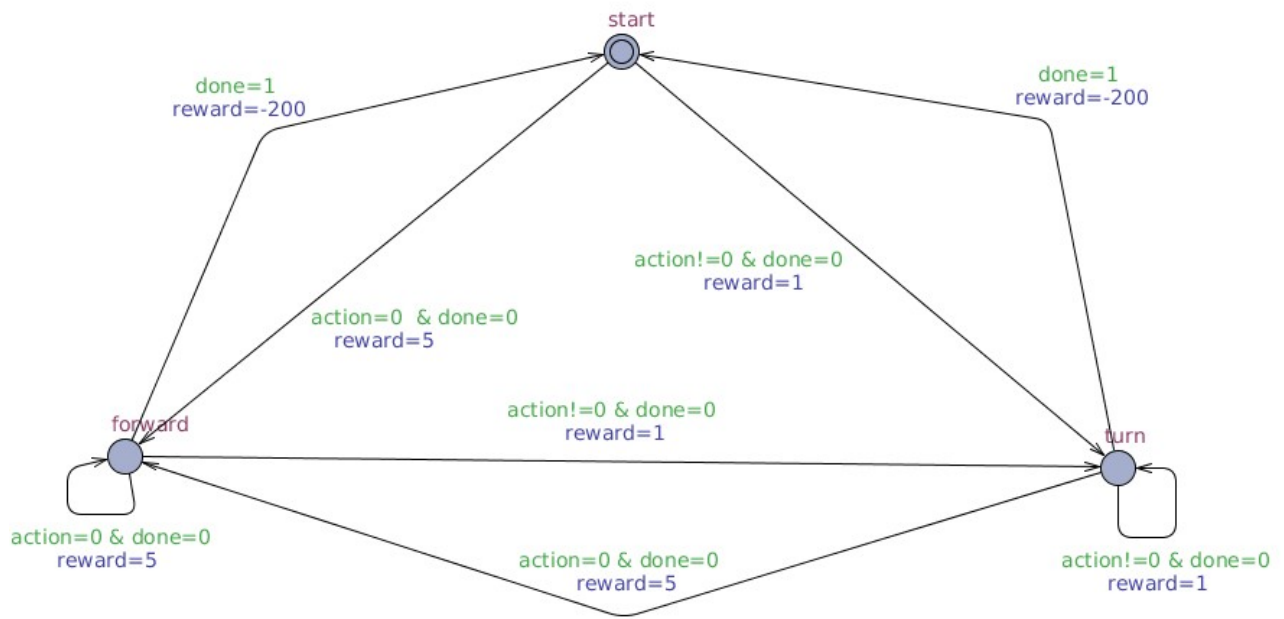 start
done=1
reward=-200
done=1
reward=-200
action!=0 & done=0
reward=1
action=0  & done=0
reward=5
forward
action!=0 & done=0
reward=1
turn
action=0 & done=0
reward=5
action=0 & done=0
reward=5
action!=0 & done=0
reward=1